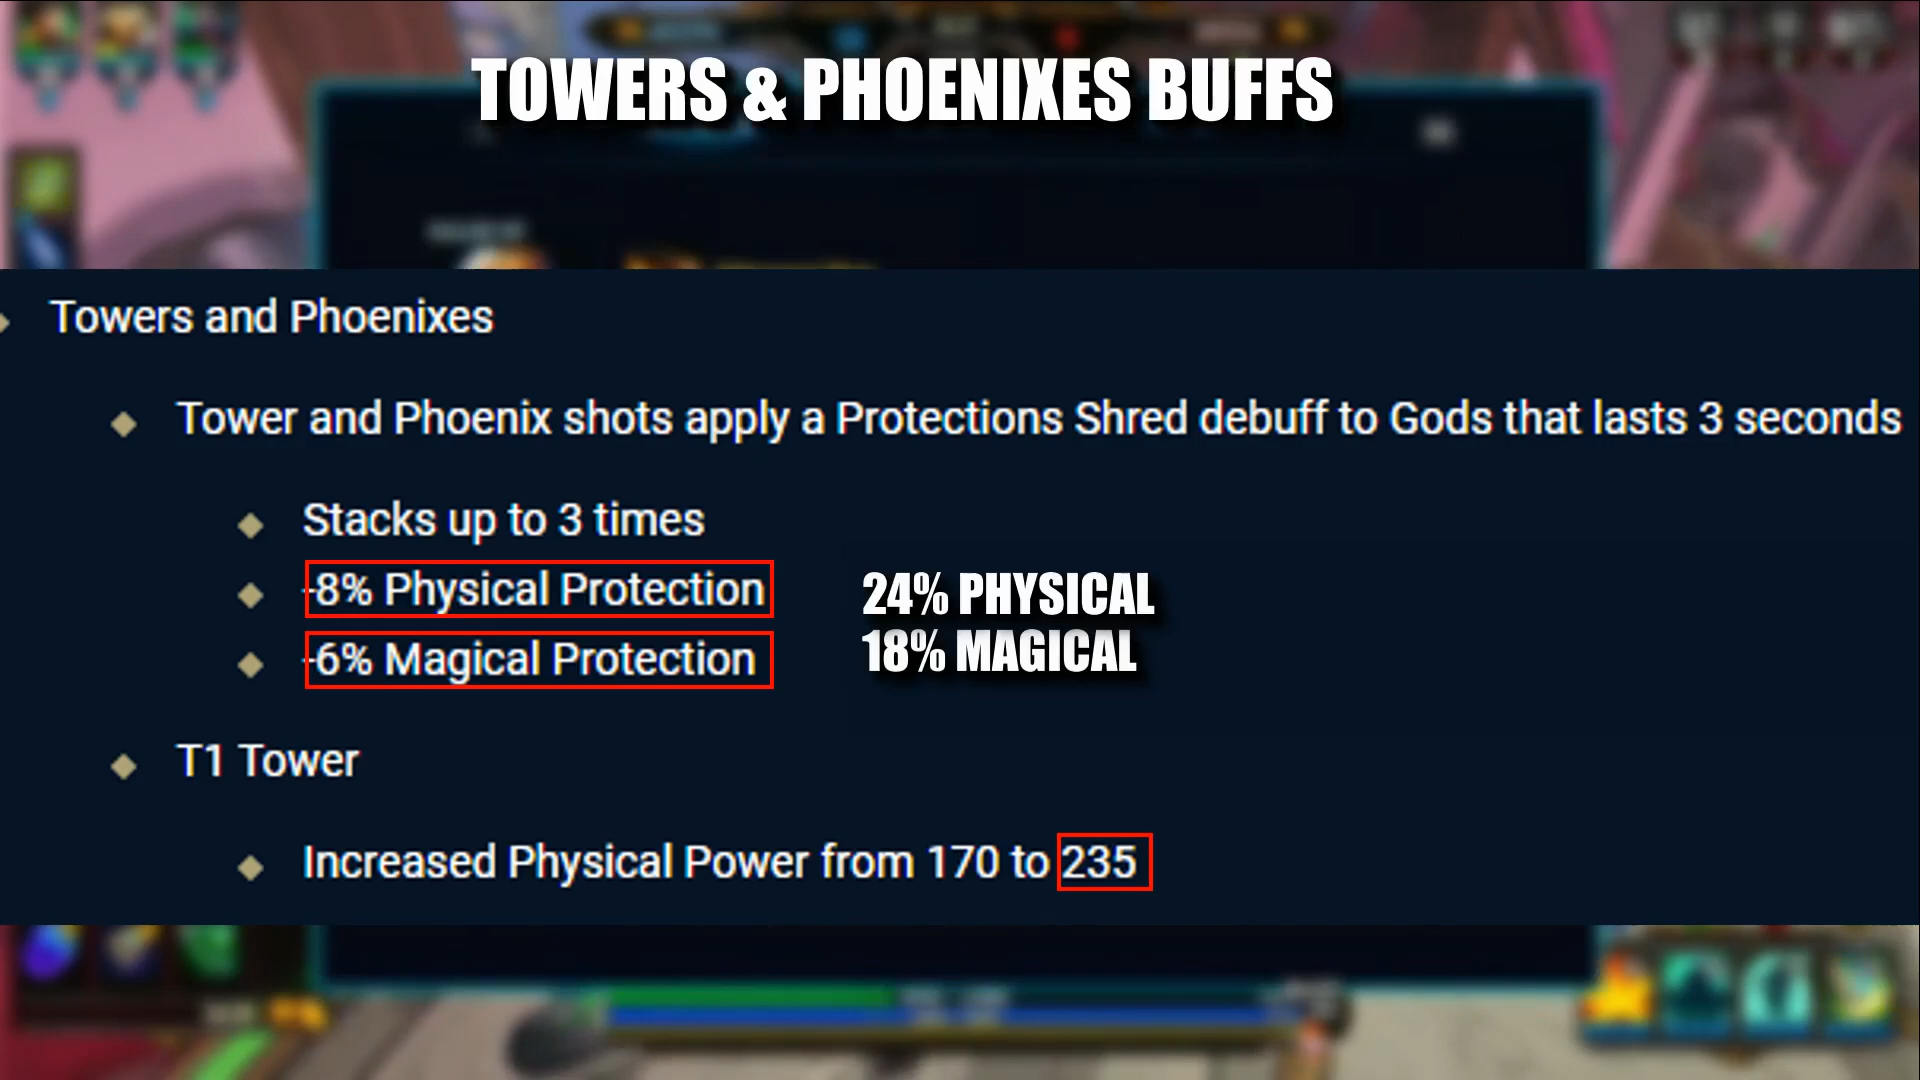 TOWERS & PHOENIXES BUFFS
Towers and Phoenixes
Tower and Phoenix shots apply a Protections Shred debuff to Gods that lasts 3 seconds
Stacks up to 3 times
-8% Physical Protection
24% PHYSICAL
-6% Magical Protection
18% MAGICAL
T1 Tower
Increased Physical Power from 170 to 235